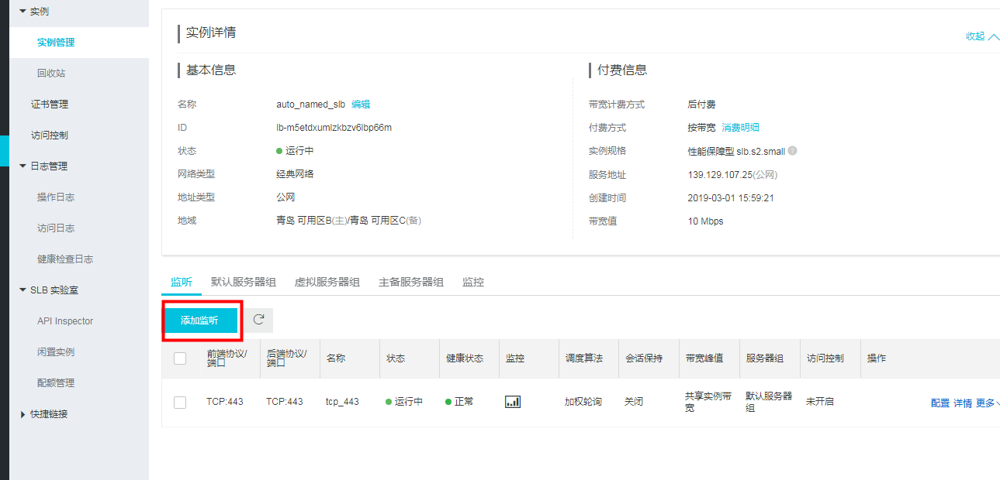 实例
实例管理
回收站
证书管理
访问控制
日志管理
操作日志
访问日志
健康检查日志
SLB 实验室
API Inspector
闲置实例
配额管理
快捷链接
实例详情
收起
基本信息
名称 auto_named_slb 编辑
ID lb-m5etdxumlzkbzv6lbp66m
状态 运行中
网络类型 经典网络
地址类型 公网
地域 青岛 可用区B(主)/青岛 可用区C(备)
付费信息
带宽计费方式 后付费
付费方式 按带宽 消费明细
实例规格 性能保障型 slb.s2.small ?
服务地址 139.129.107.25(公网)
创建时间 2019-03-01 15:59:21
带宽值 10 Mbps
监听 默认服务器组 虚拟服务器组 主备服务器组 监控
添加监听
前端协议/端口 后端协议/端口 名称 状态 健康状态 监控 调度算法 会话保持 带宽峰值 服务器组 访问控制 操作
TCP:443 TCP:443 tcp_443 运行中 正常 加权轮询 关闭 共享实例带宽 默认服务器组 未开启 配置 详情 更多